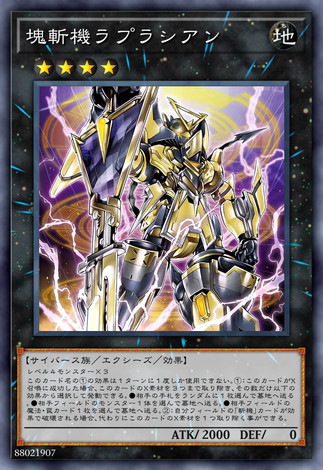 塊斬機ラプラシアン
地
【サイバース族／エクシーズ／効果】
レベル４モンスター×３
このカード名の①の効果は１ターンに１度しか使用できない。①：このカードがX
召喚に成功した場合、このカードのX素材を３つまで取り除き、その数だけ以下の
効果から選択して発動できる。●相手の手札をランダムに１枚選んで墓地へ送
る。●相手フィールドのモンスター１体を選んで墓地へ送る。●相手フィールドの
魔法・罠カード１枚を選んで墓地へ送る。②：自分フィールドの「斬機」カードが効果
で破壊される場合、代わりにこのカードのX素材を１つ取り除く事ができる。
ATK/ 2000 DEF/ 0
88021907